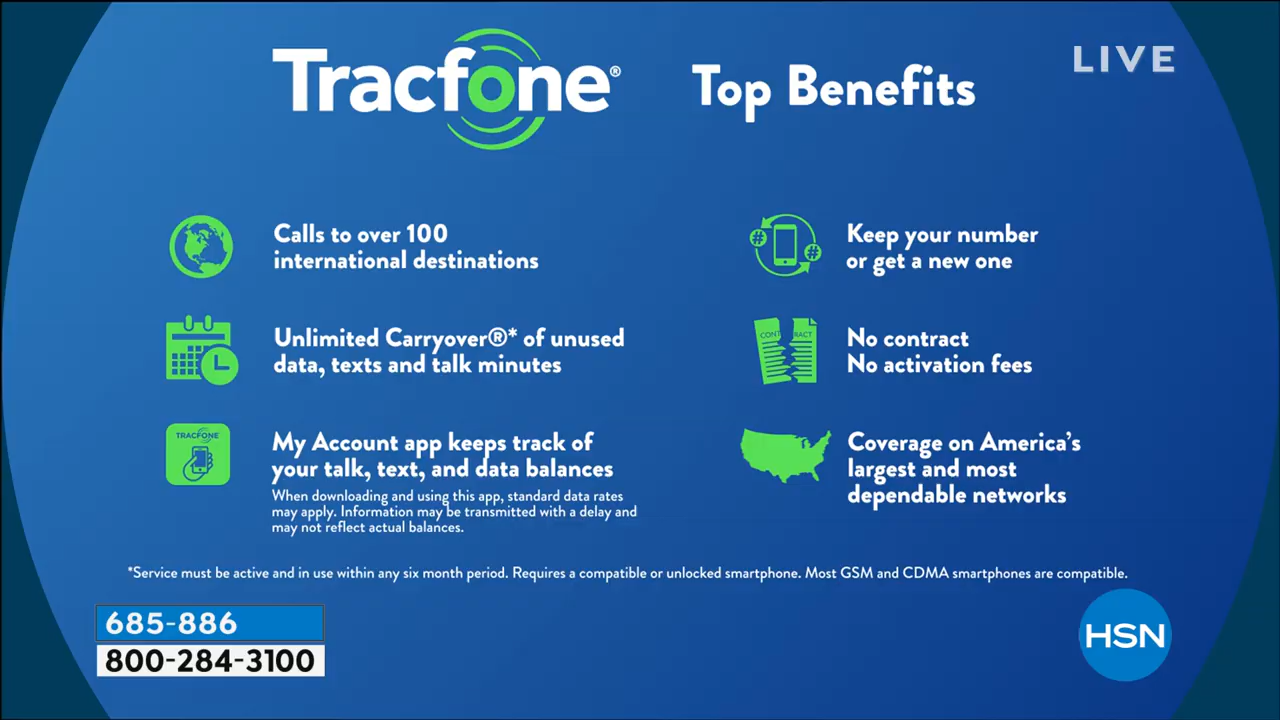 Tracfone®
Top Benefits
LIVE
Calls to over 100
international destinations
Unlimited Carryover®* of unused
data, texts and talk minutes
TRACFONE
My Account app keeps track of
your talk, text, and data balances
When downloading and using this app, standard data rates
may apply. Information may be transmitted with a delay and
may not reflect actual balances.
# #
Keep your number
or get a new one
CONT RACT
No contract
No activation fees
Coverage on America's
largest and most
dependable networks
*Service must be active and in use within any six month period. Requires a compatible or unlocked smartphone. Most GSM and CDMA smartphones are compatible.
685-886
800-284-3100
HSN